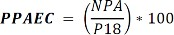 PPAEC = (NPA/P18) * 100